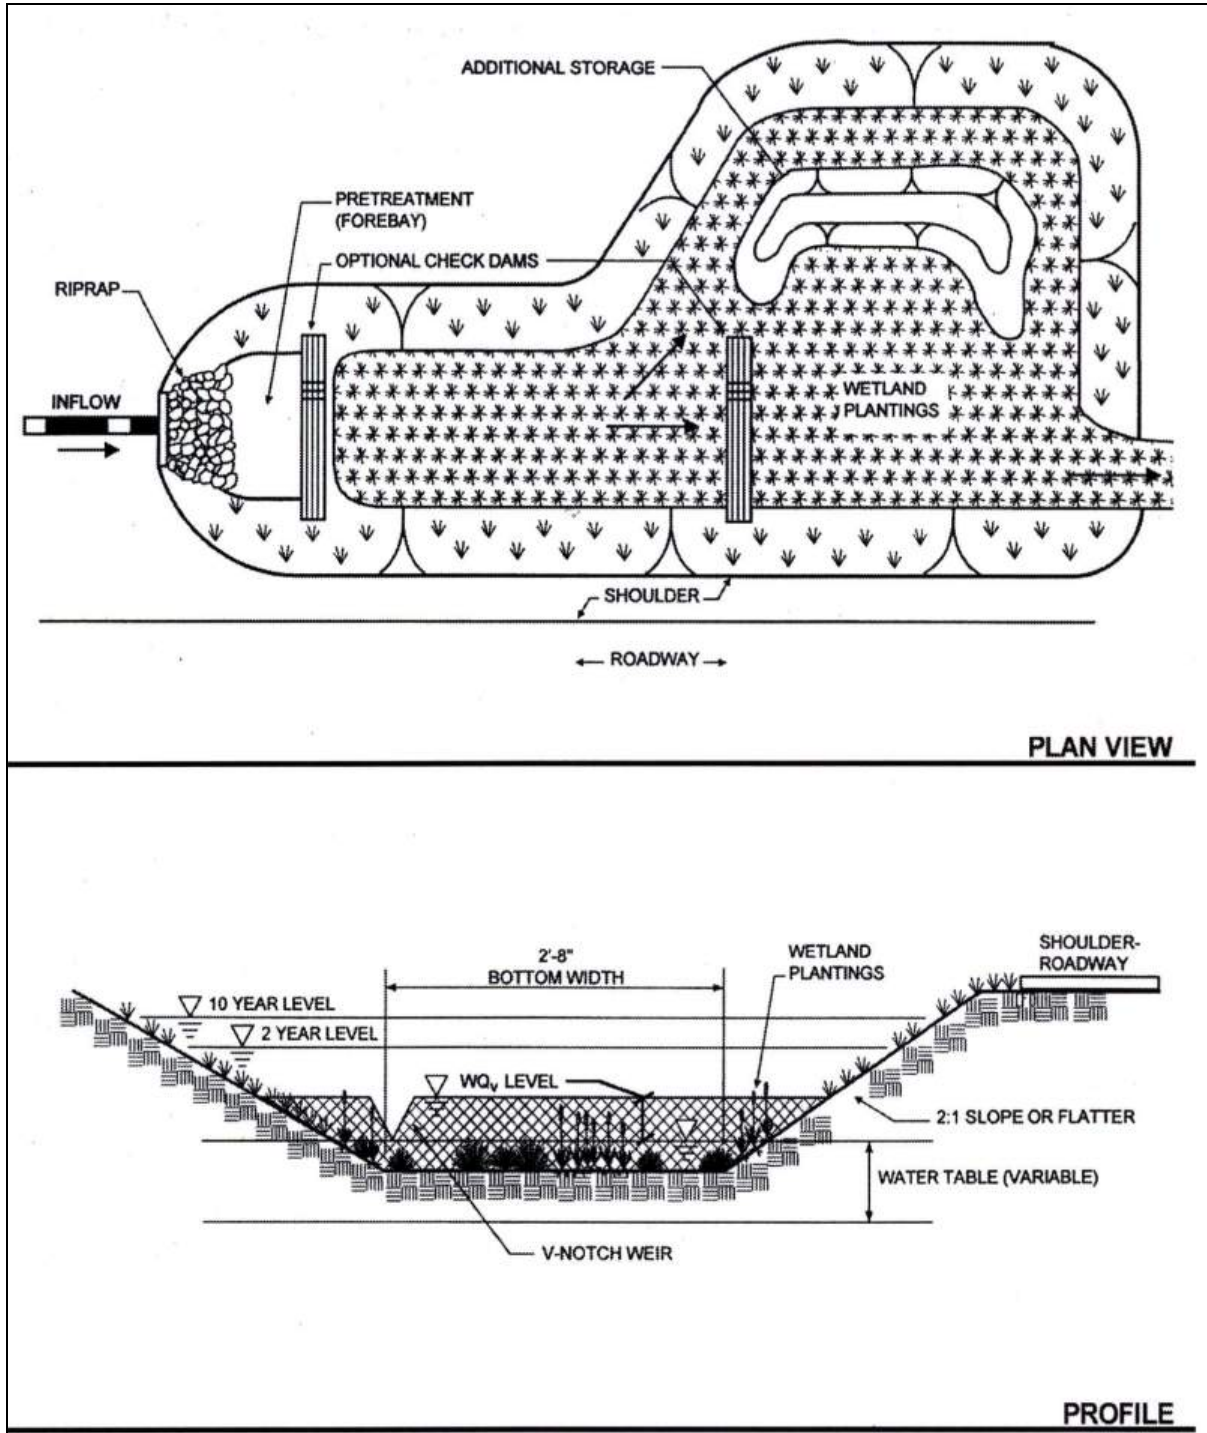 ADDITIONAL STORAGE
PRETREATMENT
(FOREBAY)
OPTIONAL CHECK DAMS
RIPRAP
INFLOW
WETLAND
PLANTINGS
SHOULDER
ROADWAY
PLAN VIEW
2'-8"
BOTTOM WIDTH
WETLAND
PLANTINGS
SHOULDER-
ROADWAY
10 YEAR LEVEL
2 YEAR LEVEL
WQv LEVEL
2:1 SLOPE OR FLATTER
WATER TABLE (VARIABLE)
V-NOTCH WEIR
PROFILE